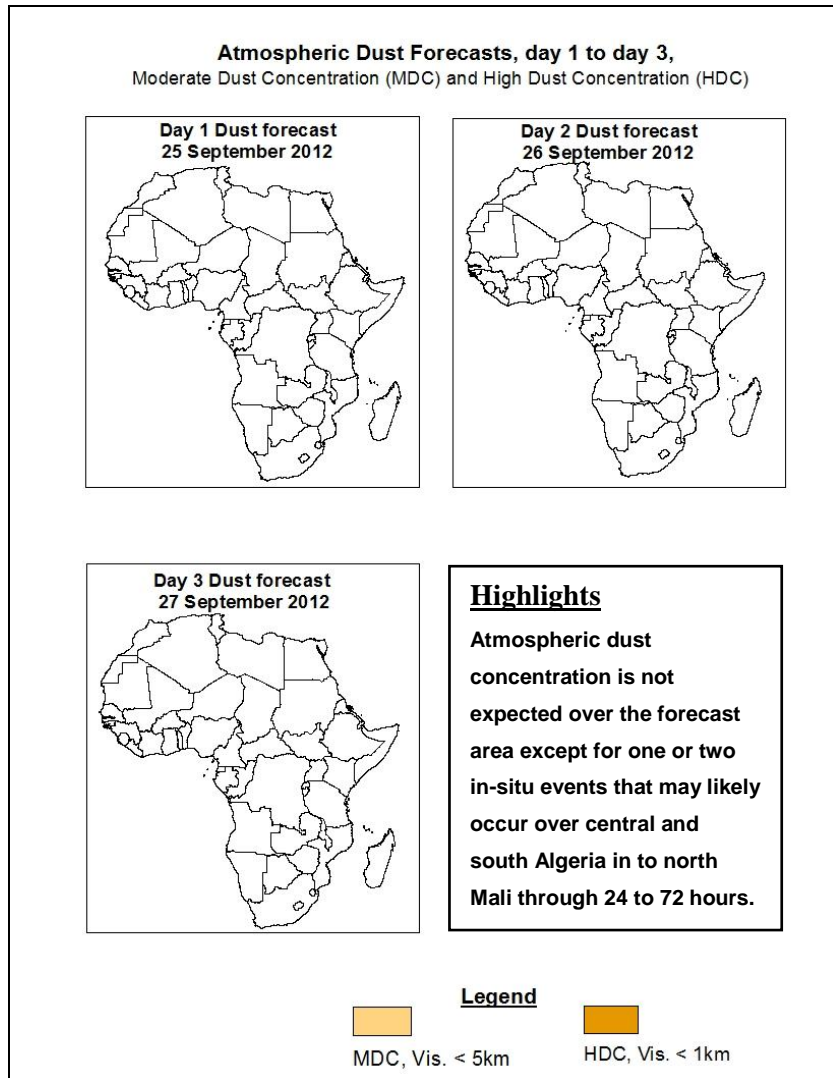 Atmospheric Dust Forecasts, day 1 to day 3,
Moderate Dust Concentration (MDC) and High Dust Concentration (HDC)
Day 1 Dust forecast
25 September 2012
Day 2 Dust forecast
26 September 2012
Day 3 Dust forecast
27 September 2012
Highlights
Atmospheric dust
concentration is not
expected over the forecast
area except for one or two
in-situ events that may likely
occur over central and
south Algeria in to north
Mali through 24 to 72 hours.
Legend
MDC, Vis. < 5km
HDC, Vis. < 1km